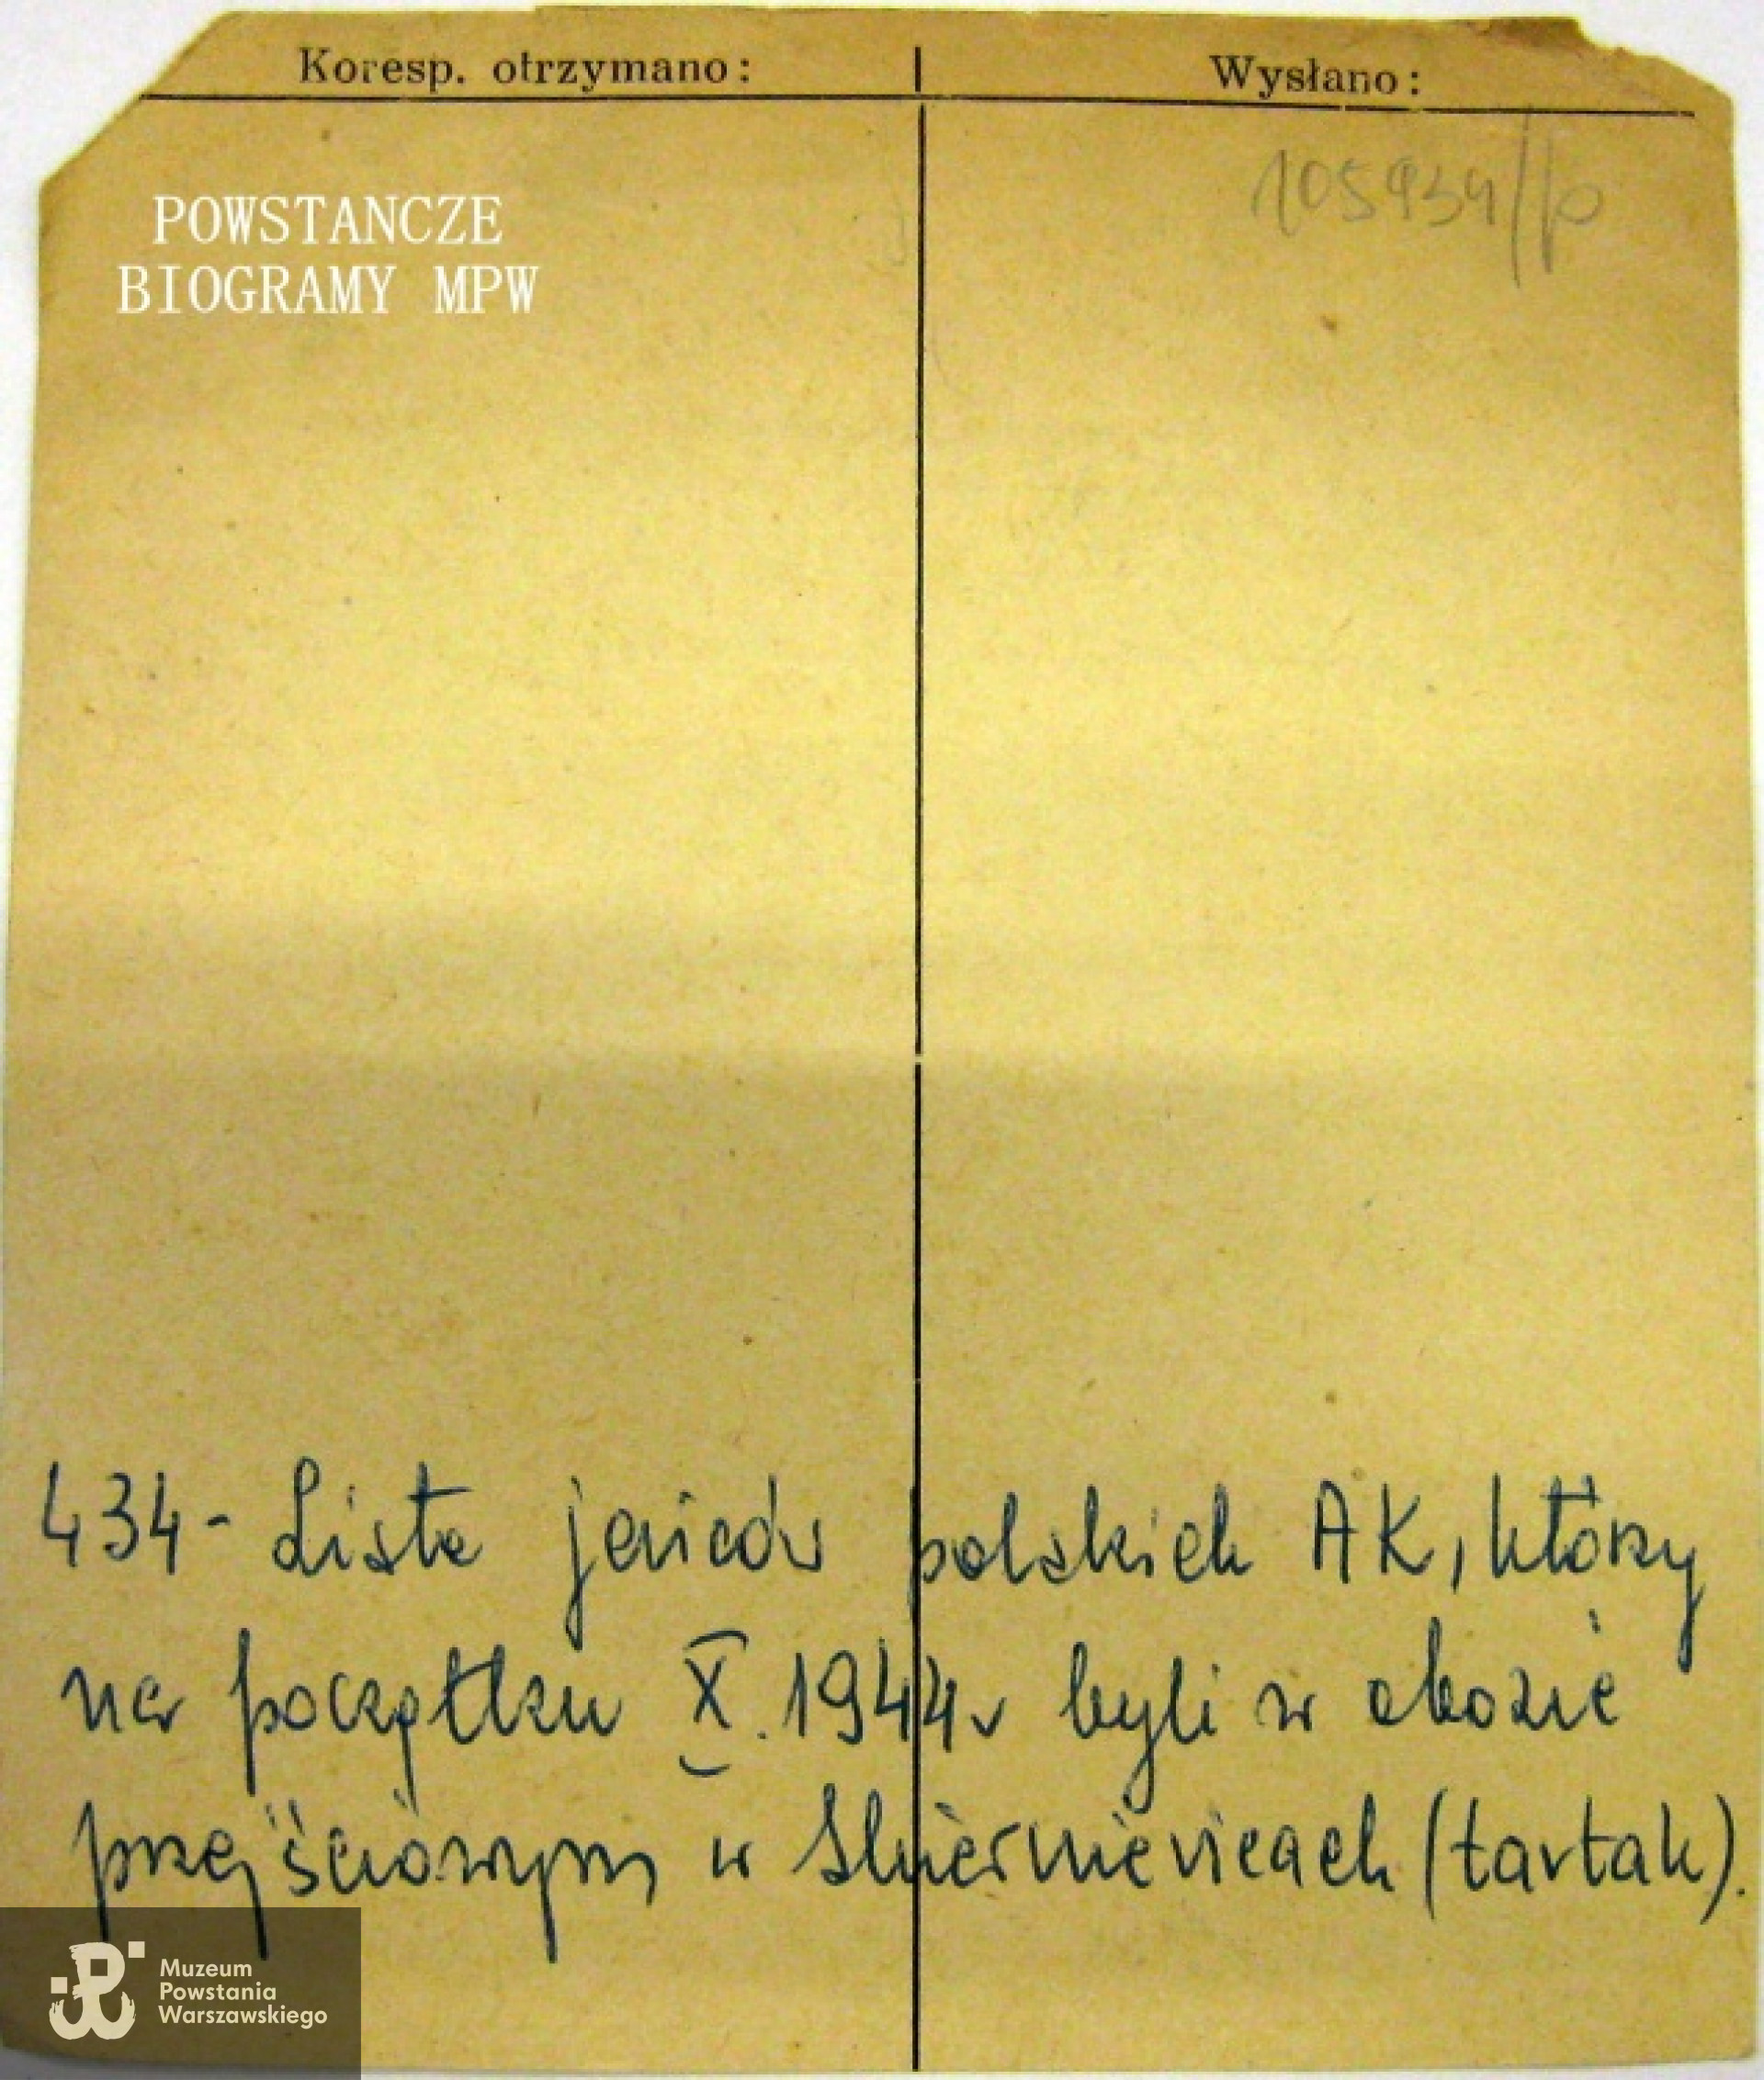 Koresp. otrzymano: Wysłano:
105934/p
POWSTANCZE
BIOGRAMY MPW
434 - Lista jeńców polskich AK, którzy
na początku X. 1944 r byli w obozie
przejściowym w Skierniewicach (tartak).
Muzeum
Powstania
Warszawskiego